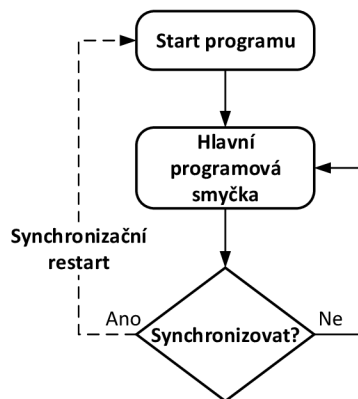 Start programu
Hlavní
programová
smyčka
Synchronizační
restart
Ano
Synchronizovat?
Ne